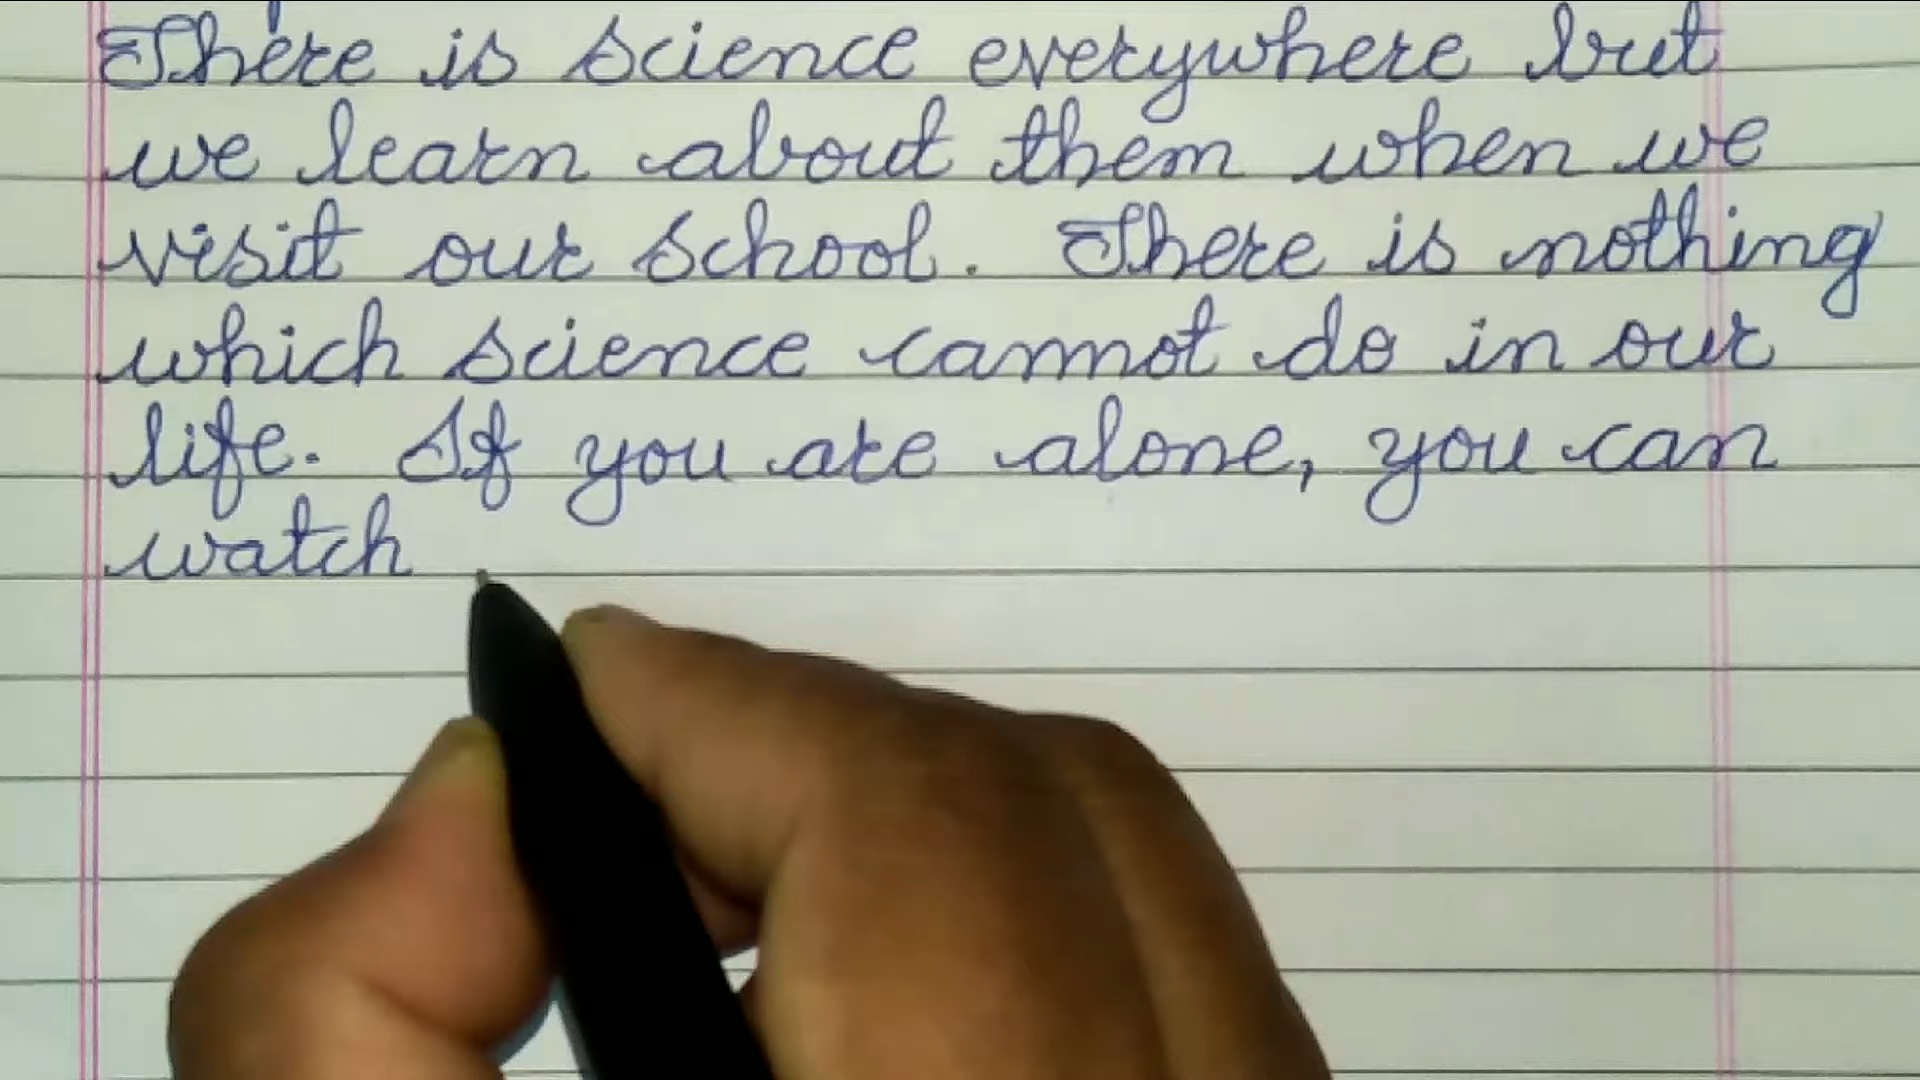 There is science everywhere but
we learn about them when we
visit our school. There is nothing
which science cannot do in our
life. If you are alone, you can
watch